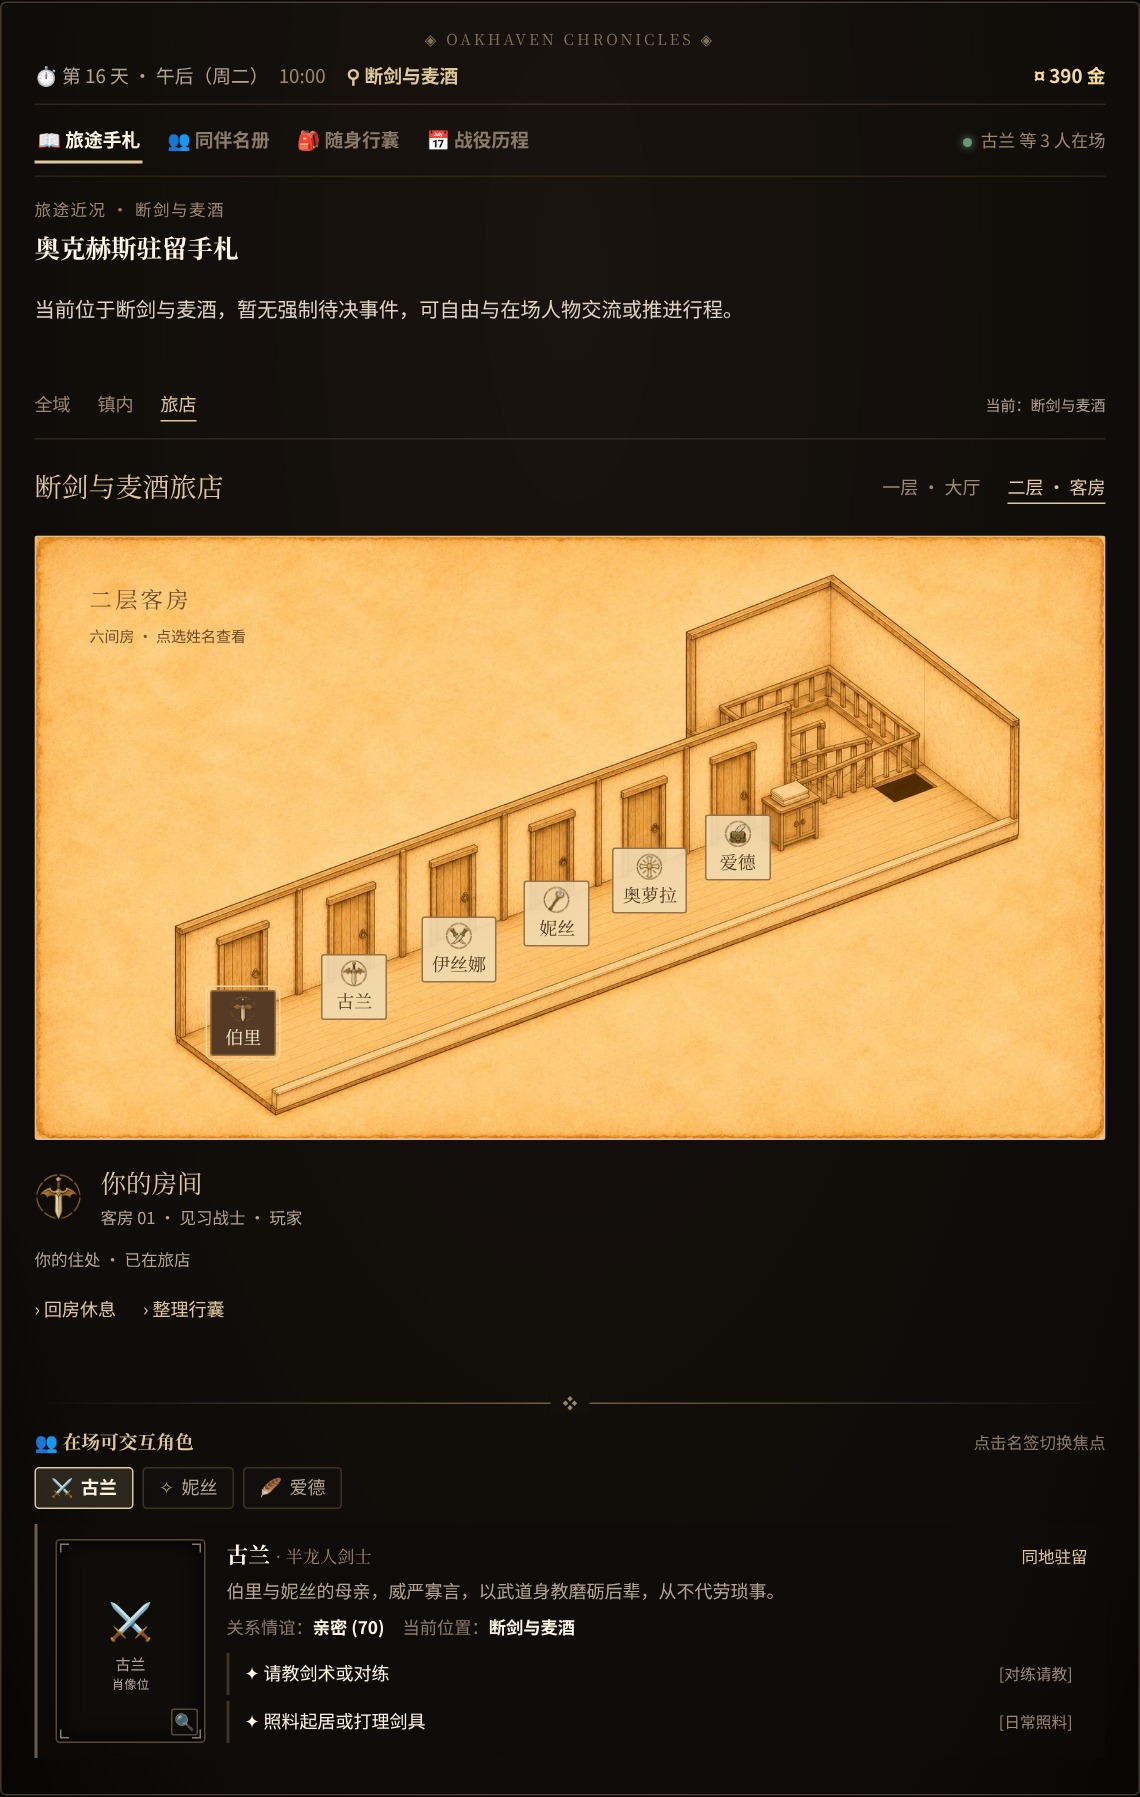 ◈ OAKHAVEN CHRONICLES ◈
⏱️ 第 16 天 · 午后（周二） 10:00 断剑与麦酒 ¤ 390 金
📖 旅途手札 👥 同伴名册 🎒 随身行囊 📅 战役历程 ● 古兰 等 3 人在场
旅途近况 · 断剑与麦酒
奥克赫斯驻留手札
当前位于断剑与麦酒，暂无强制待决事件，可自由与在场人物交流或推进行程。
全域 镇内 旅店 当前：断剑与麦酒
断剑与麦酒旅店 一层 · 大厅 二层 · 客房
二层客房
六间房 · 点选姓名查看
爱德
奥萝拉
妮丝
伊丝娜
古兰
伯里
你的房间
客房 01 · 见习战士 · 玩家
你的住处 · 已在旅店
› 回房休息 › 整理行囊
👥 在场可交互角色 点击名签切换焦点
⚔️ 古兰 ✧ 妮丝 🪶 爱德
古兰 · 半龙人剑士 同地驻留
伯里与妮丝的母亲，威严寡言，以武道身教磨砺后辈，从不代劳琐事。
关系情谊：亲密 (70) 当前位置：断剑与麦酒
古兰
肖像位
✦ 请教剑术或对练 [对练请教]
✦ 照料起居或打理剑具 [日常照料]